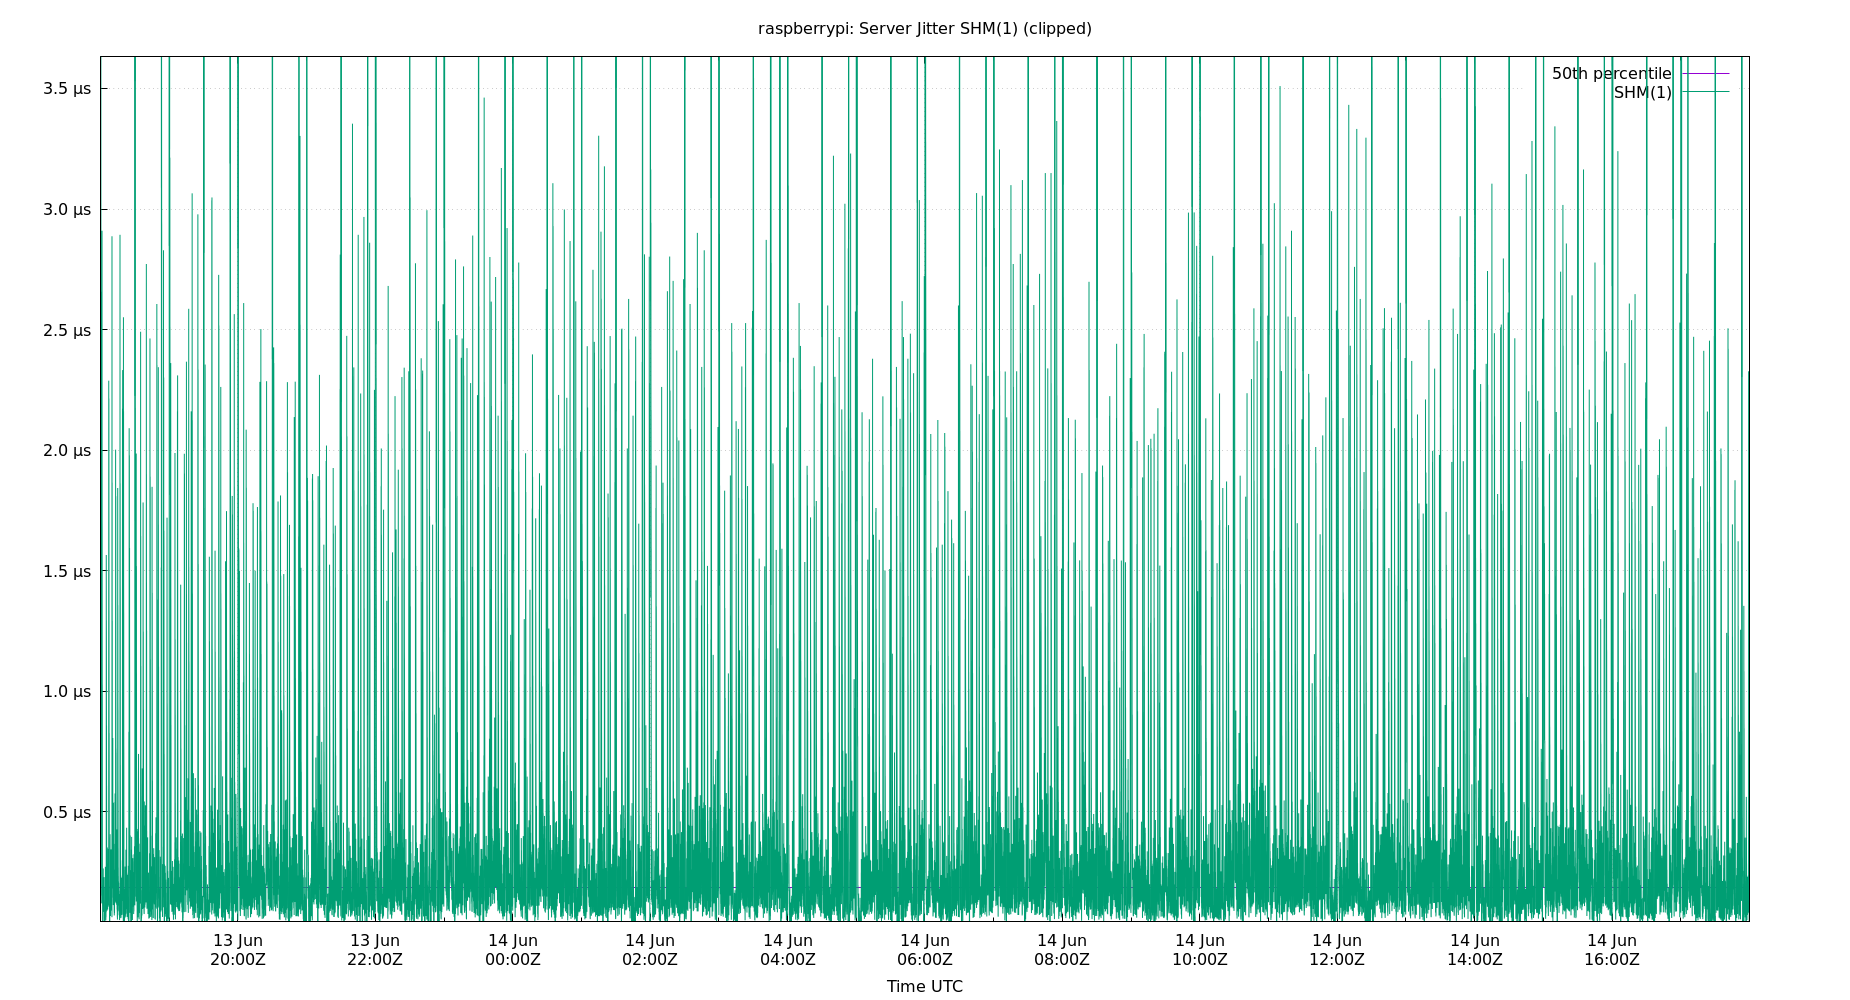 raspberrypi: Server Jitter SHM(1) (clipped)
50th percentile
SHM(1)
3.5 µs
3.0 µs
2.5 µs
2.0 µs
1.5 µs
1.0 µs
0.5 µs
13 Jun 13 Jun 14 Jun 14 Jun 14 Jun 14 Jun 14 Jun 14 Jun 14 Jun 14 Jun 14 Jun
20:00Z 22:00Z 00:00Z 02:00Z 04:00Z 06:00Z 08:00Z 10:00Z 12:00Z 14:00Z 16:00Z
Time UTC